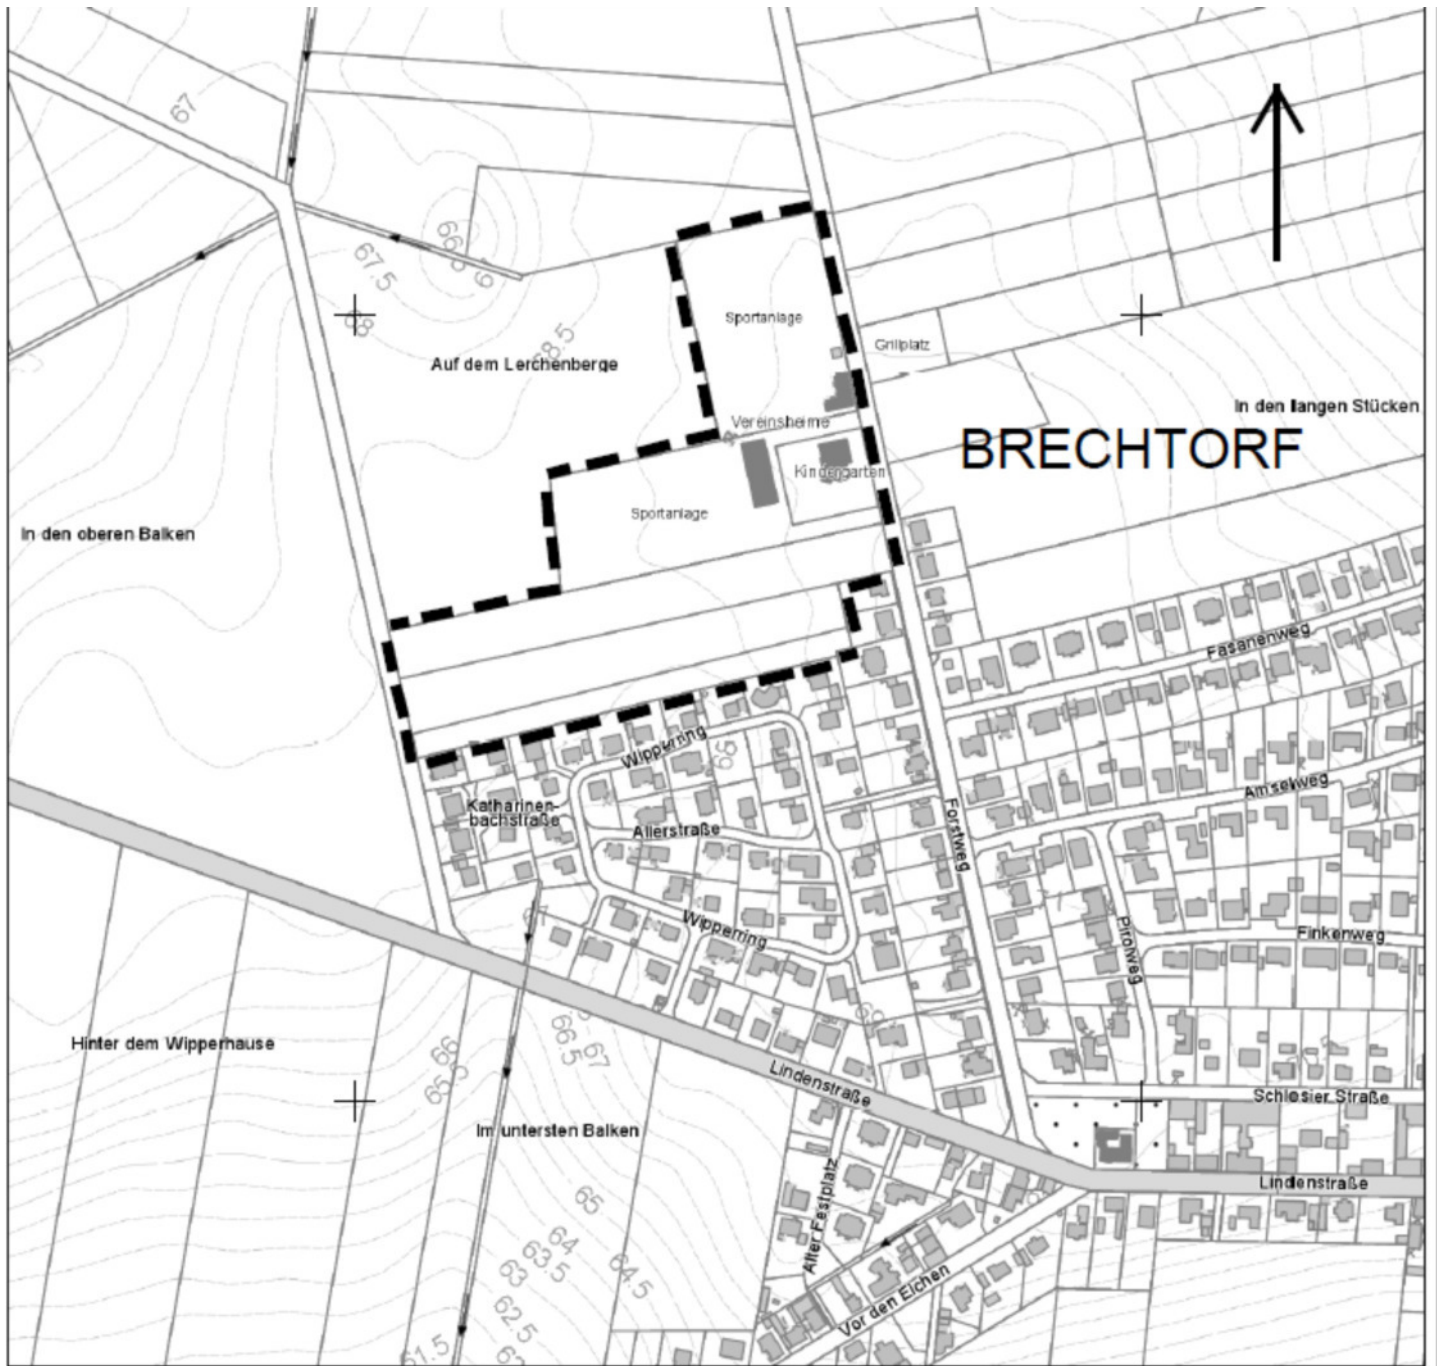 67
66.5
67.5
68
68.5
Sportanlage
Grillplatz
Auf dem Lerchenberge
In den langen Stücken
Vereinsheime
BRECHTORF
Kindergarten
Sportanlage
In den oberen Balken
Fasanenweg
Wipperring
69
Amselweg
Katharinen-
bachstraße
Allerstraße
Forstweg
Wipperring
Pirolweg
Finkenweg
Hinter dem Wipperhause
66
65.5
66.5
67
Lindenstraße
Schlosier Straße
Im untersten Balken
Lindenstraße
65
64
63.5
63
64.5
62.5
61.5
Alter Festplatz
Vor den Eichen